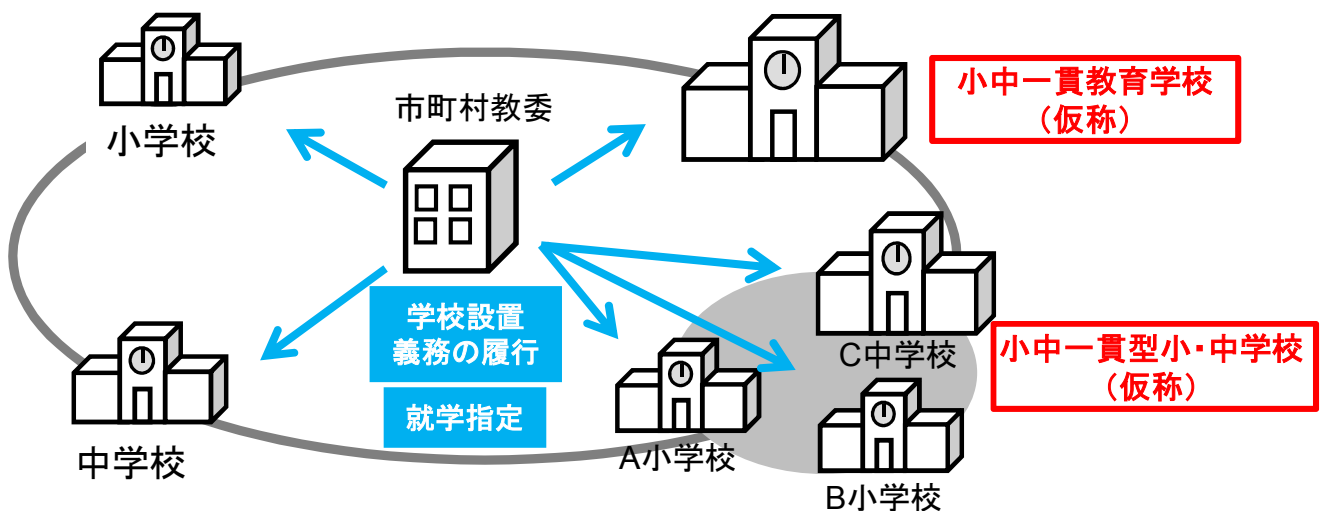 小学校
市町村教委
小中一貫教育学校
（仮称）
学校設置
義務の履行
就学指定
中学校
A小学校
C中学校
B小学校
小中一貫型小・中学校
（仮称）